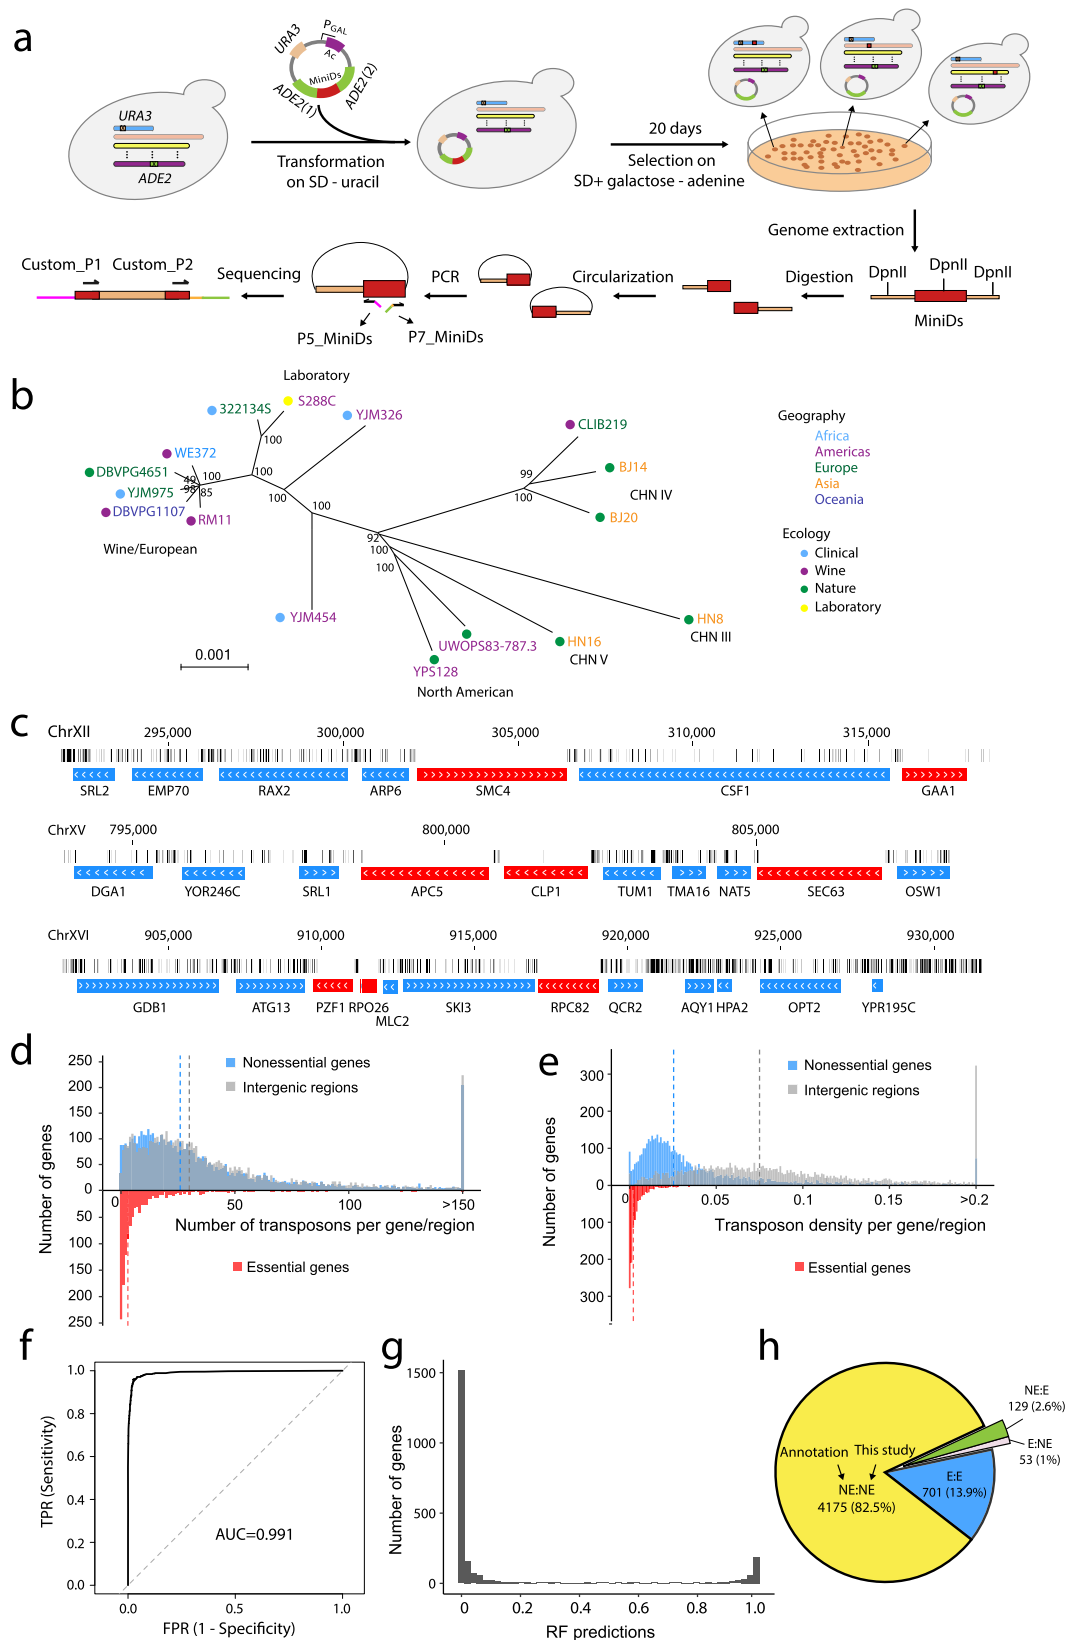 a
URA3
P_GAL
Ac
MiniDs
ADE2(1)
ADE2(2)
URA3
ADE2
Transformation
on SD - uracil
20 days
Selection on
SD+ galactose - adenine
Genome extraction
Custom_P1
Custom_P2
Sequencing
PCR
Circularization
Digestion
DpnII
DpnII
DpnII
MiniDs
P5_MiniDs
P7_MiniDs
b
Laboratory
322134S
S288C
YJM326
WE372
DBVPG4651
YJM975
DBVPG1107
RM11
Wine/European
100
100
100
49
98
85
100
100
92
100
100
99
100
CLIB219
BJ14
CHN IV
BJ20
YJM454
HN8
CHN III
UWOPS83-787.3
HN16
CHN V
YPS128
North American
0.001
Geography
Africa
Americas
Europe
Asia
Oceania
Ecology
Clinical
Wine
Nature
Laboratory
c
ChrXII
295,000
300,000
305,000
310,000
315,000
SRL2
EMP70
RAX2
ARP6
SMC4
CSF1
GAA1
ChrXV
795,000
800,000
805,000
DGA1
YOR246C
SRL1
APC5
CLP1
TUM1
TMA16
NAT5
SEC63
OSW1
ChrXVI
905,000
910,000
915,000
920,000
925,000
930,000
GDB1
ATG13
PZF1
RPO26
MLC2
SKI3
RPC82
QCR2
AQY1
HPA2
OPT2
YPR195C
d
Number of genes
250
200
150
100
50
0
50
100
150
200
250
Nonessential genes
Intergenic regions
0
50
100
>150
Number of transposons per gene/region
Essential genes
e
Number of genes
300
200
100
0
100
200
300
Nonessential genes
Intergenic regions
0
0.05
0.1
0.15
>0.2
Transposon density per gene/region
Essential genes
f
TPR (Sensitivity)
1.0
0.8
0.6
0.4
0.2
0.0
AUC=0.991
0.0
0.5
1.0
FPR (1 - Specificity)
g
Number of genes
1500
1000
500
0
0
0.2
0.4
0.6
0.8
1.0
RF predictions
h
NE:E
129 (2.6%)
E:NE
53 (1%)
Annotation
This study
NE:NE
4175 (82.5%)
E:E
701 (13.9%)